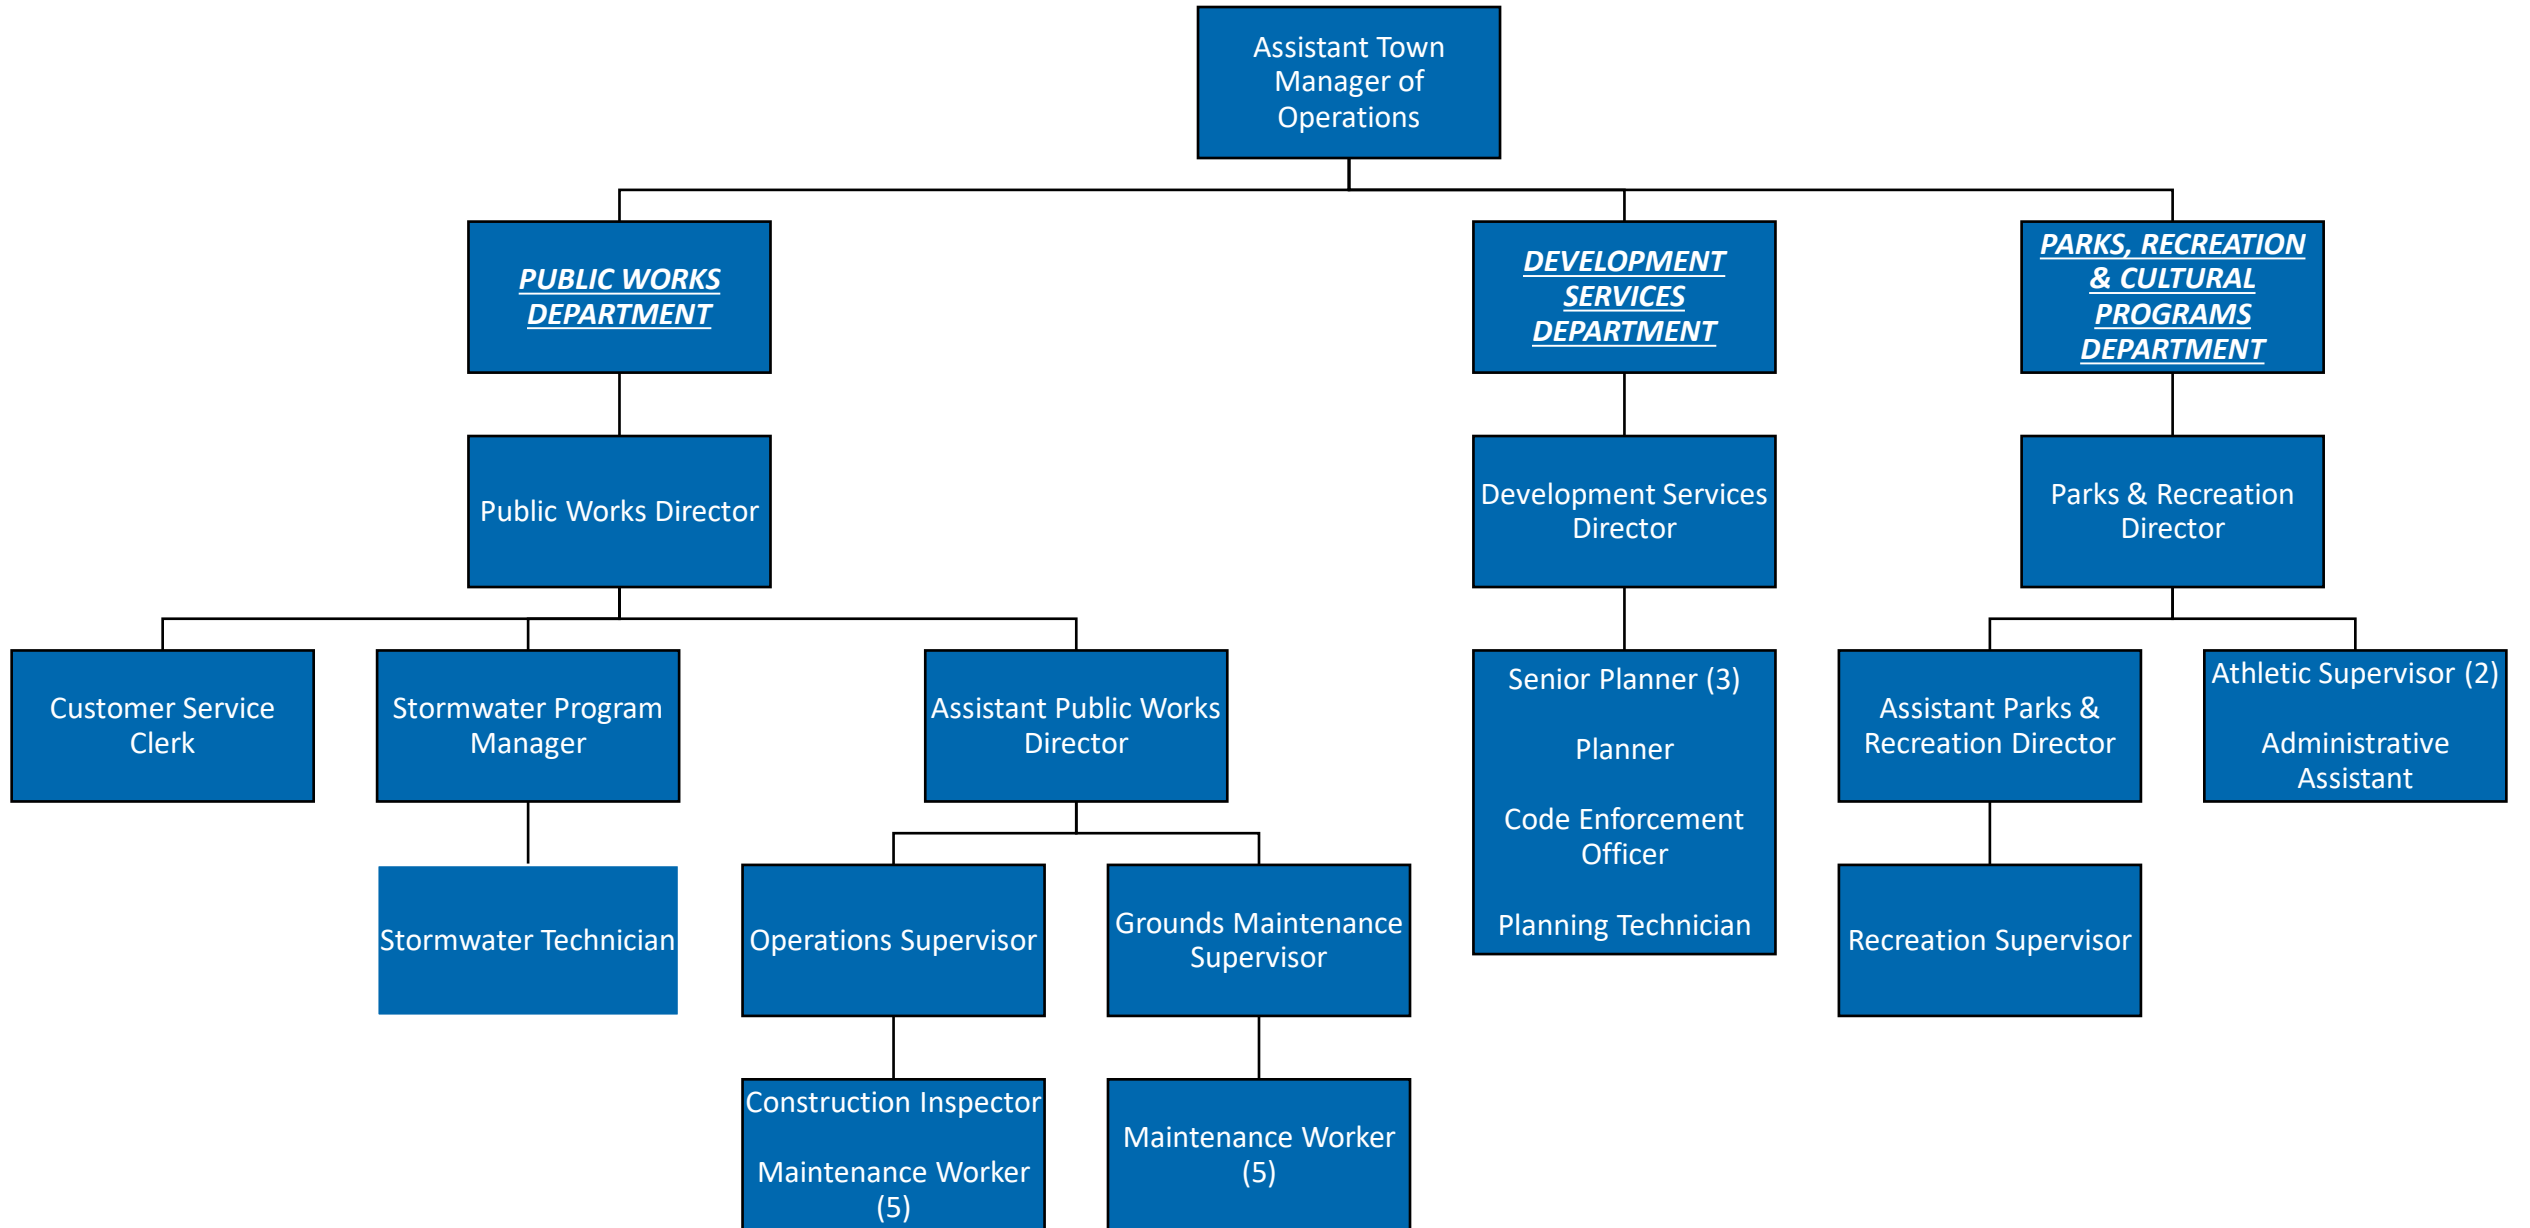 Assistant Town
Manager of
Operations
PUBLIC WORKS
DEPARTMENT
DEVELOPMENT
SERVICES
DEPARTMENT
PARKS, RECREATION
& CULTURAL
PROGRAMS
DEPARTMENT
Public Works Director
Development Services
Director
Parks & Recreation
Director
Customer Service
Clerk
Stormwater Program
Manager
Assistant Public Works
Director
Senior Planner (3)
Planner
Code Enforcement
Officer
Planning Technician
Assistant Parks &
Recreation Director
Athletic Supervisor (2)
Administrative
Assistant
Stormwater Technician
Operations Supervisor
Grounds Maintenance
Supervisor
Recreation Supervisor
Construction Inspector
Maintenance Worker
(5)
Maintenance Worker
(5)